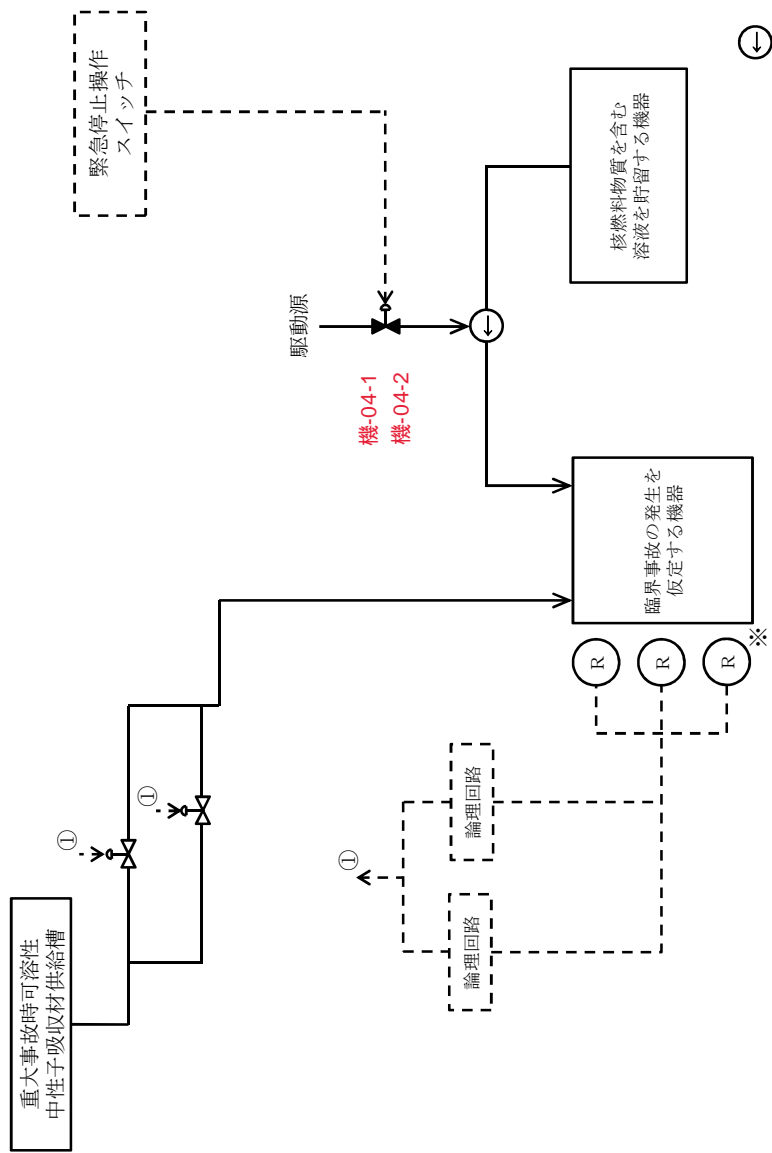 緊急停止操作
スイッチ
駆動源
機-04-1
機-04-2
核燃料物質を含む
溶液を貯留する機器
↓
↓
重大事故時可溶性
中性子吸収材供給槽
①
①
①
論理回路
論理回路
臨界事故の発生を
仮定する機器
R
R
R
※